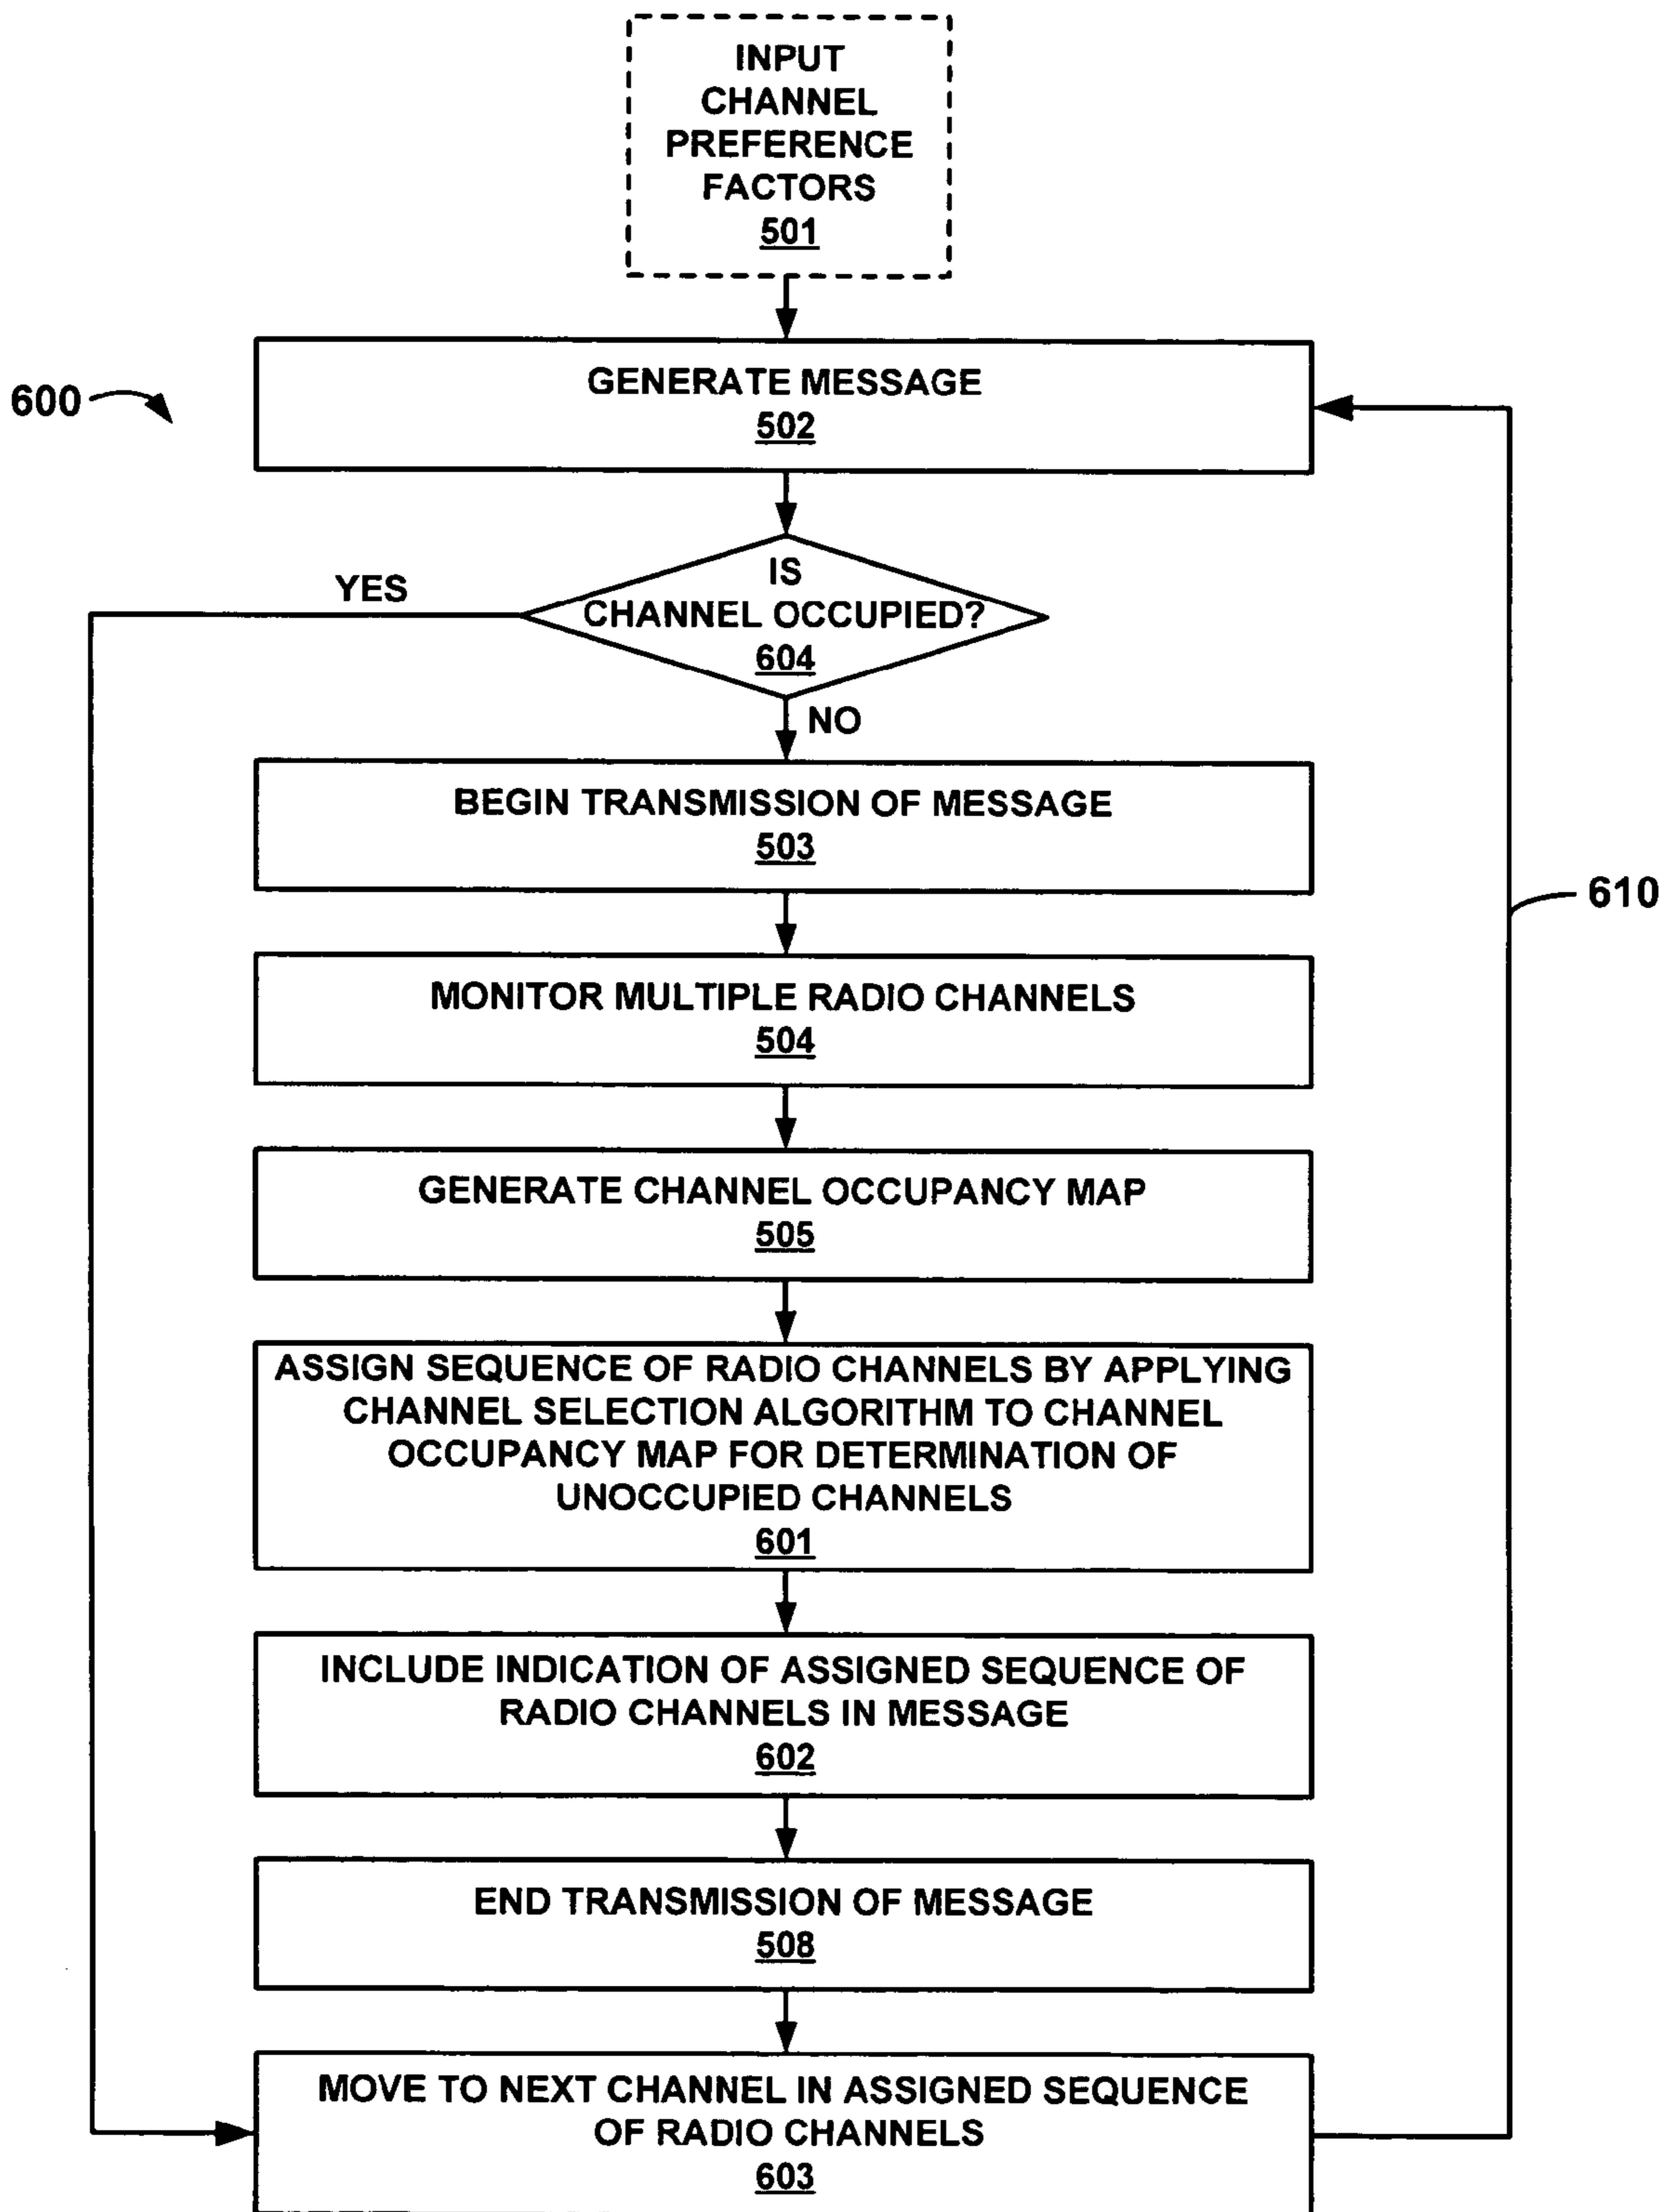 INPUT
CHANNEL
PREFERENCE
FACTORS
501
600
GENERATE MESSAGE
502
YES
IS
CHANNEL OCCUPIED?
604
NO
BEGIN TRANSMISSION OF MESSAGE
503
610
MONITOR MULTIPLE RADIO CHANNELS
504
GENERATE CHANNEL OCCUPANCY MAP
505
ASSIGN SEQUENCE OF RADIO CHANNELS BY APPLYING
CHANNEL SELECTION ALGORITHM TO CHANNEL
OCCUPANCY MAP FOR DETERMINATION OF
UNOCCUPIED CHANNELS
601
INCLUDE INDICATION OF ASSIGNED SEQUENCE OF
RADIO CHANNELS IN MESSAGE
602
END TRANSMISSION OF MESSAGE
508
MOVE TO NEXT CHANNEL IN ASSIGNED SEQUENCE
OF RADIO CHANNELS
603